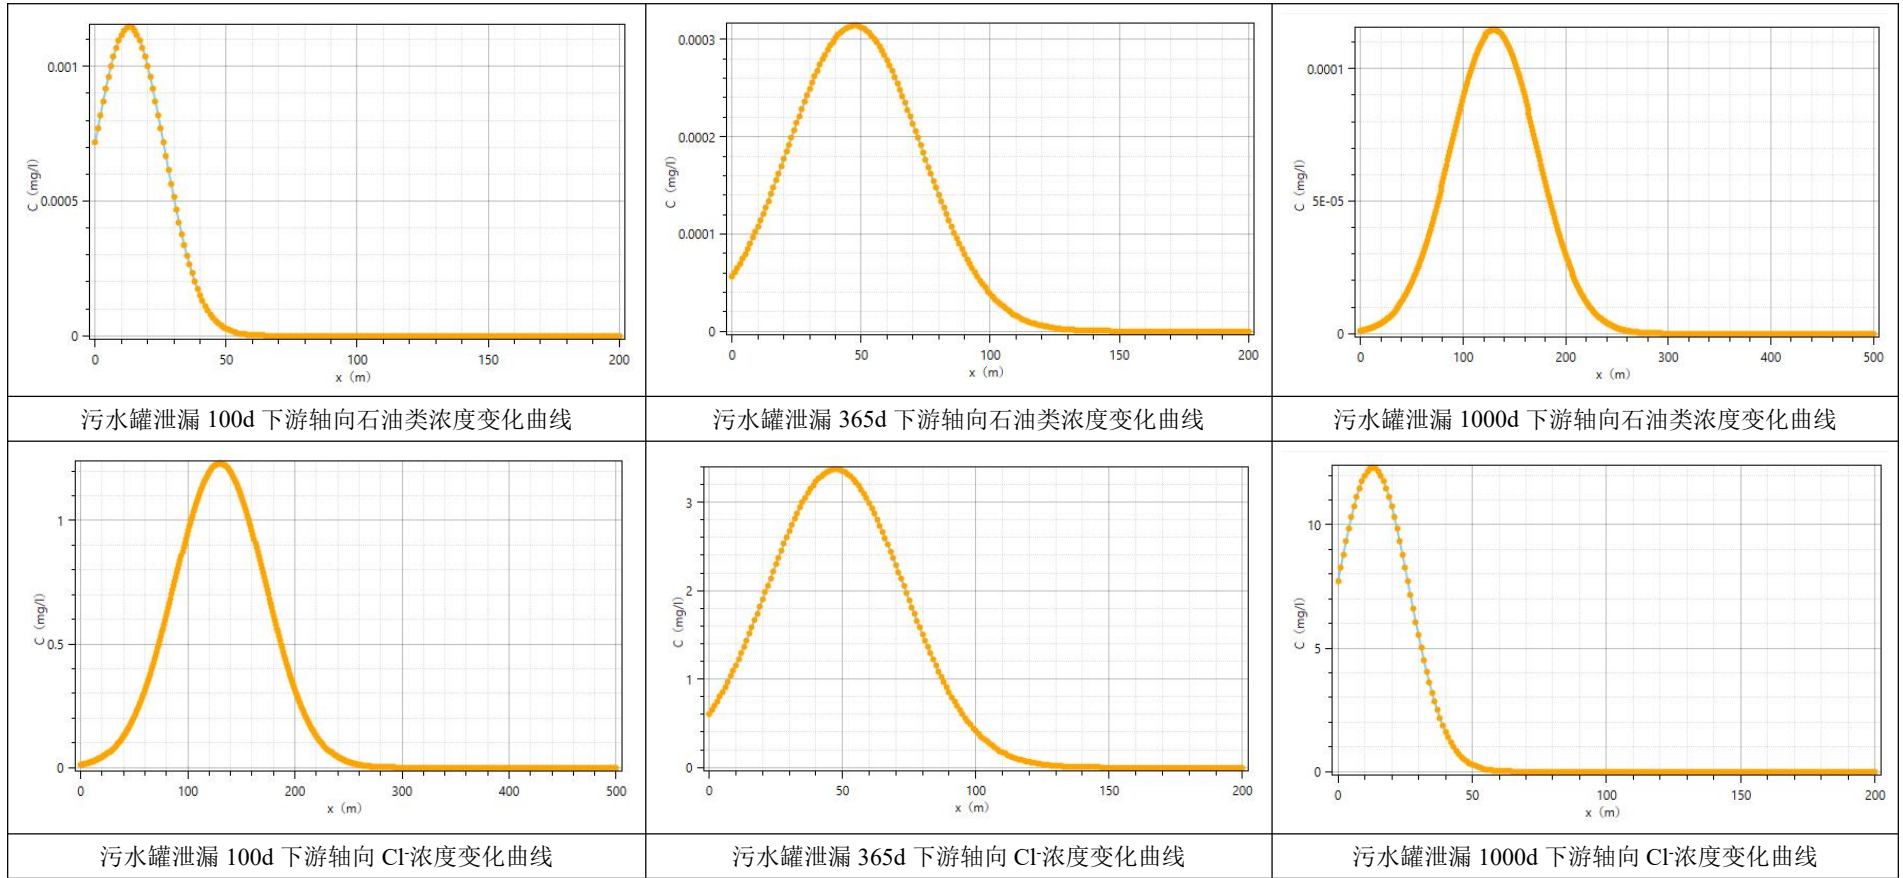 C (mg/l)
0.001
0.0005
0
0 50 100 150 200
x (m)
C (mg/l)
0.0003
0.0002
0.0001
0
0 50 100 150 200
x (m)
C (mg/l)
0.0001
5E-05
0
0 100 200 300 400 500
x (m)
污水罐泄漏 100d 下游轴向石油类浓度变化曲线
污水罐泄漏 365d 下游轴向石油类浓度变化曲线
污水罐泄漏 1000d 下游轴向石油类浓度变化曲线
C (mg/l)
1
0.5
0
0 100 200 300 400 500
x (m)
C (mg/l)
3
2
1
0
0 50 100 150 200
x (m)
C (mg/l)
10
5
0
0 50 100 150 200
x (m)
污水罐泄漏 100d 下游轴向 Cl⁻浓度变化曲线
污水罐泄漏 365d 下游轴向 Cl⁻浓度变化曲线
污水罐泄漏 1000d 下游轴向 Cl⁻浓度变化曲线